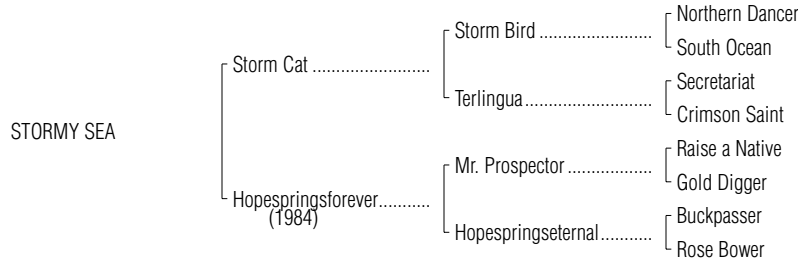 Northern Dancer
Storm Bird ........................
South Ocean
Storm Cat .........................
Secretariat
Terlingua...........................
Crimson Saint
STORMY SEA
Raise a Native
Mr. Prospector ..................
Gold Digger
Hopespringsforever...........
(1984)
Buckpasser
Hopespringseternal...........
Rose Bower